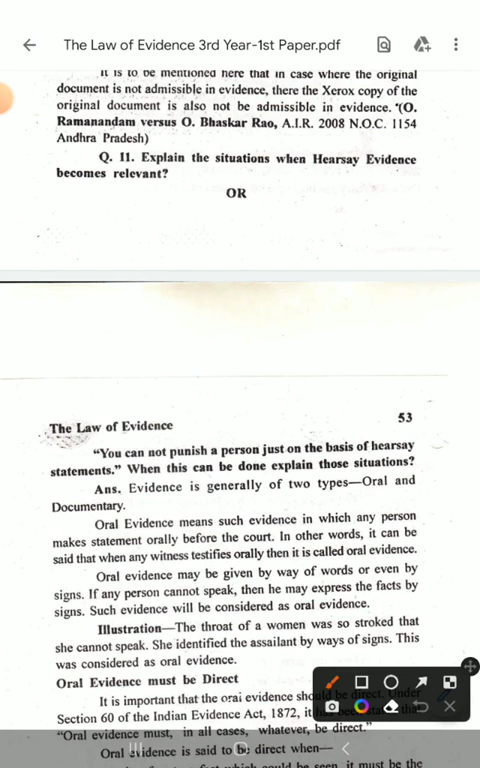 The Law of Evidence 3rd Year-1st Paper.pdf
It is to be mentioned here that in case where the original
document is not admissible in evidence, there the Xerox copy of the
original document is also not be admissible in evidence. (O.
Ramanandam versus O. Bhaskar Rao, A.I.R. 2008 N.O.C. 1154
Andhra Pradesh)
Q. 11. Explain the situations when Hearsay Evidence
becomes relevant?
OR
The Law of Evidence 53
"You can not punish a person just on the basis of hearsay
statements." When this can be done explain those situations?
Ans. Evidence is generally of two types—Oral and
Documentary.
Oral Evidence means such evidence in which any person
makes statement orally before the court. In other words, it can be
said that when any witness testifies orally then it is called oral evidence.
Oral evidence may be given by way of words or even by
signs. If any person cannot speak, then he may express the facts by
signs. Such evidence will be considered as oral evidence.
Illustration—The throat of a women was so stroked that
she cannot speak. She identified the assailant by ways of signs. This
was considered as oral evidence.
Oral Evidence must be Direct
It is important that the oral evidence should be direct. Under
Section 60 of the Indian Evidence Act, 1872, it
"Oral evidence must, in all cases, whatever, be direct."
Oral evidence is said to be direct when—
could be seen, it must be the